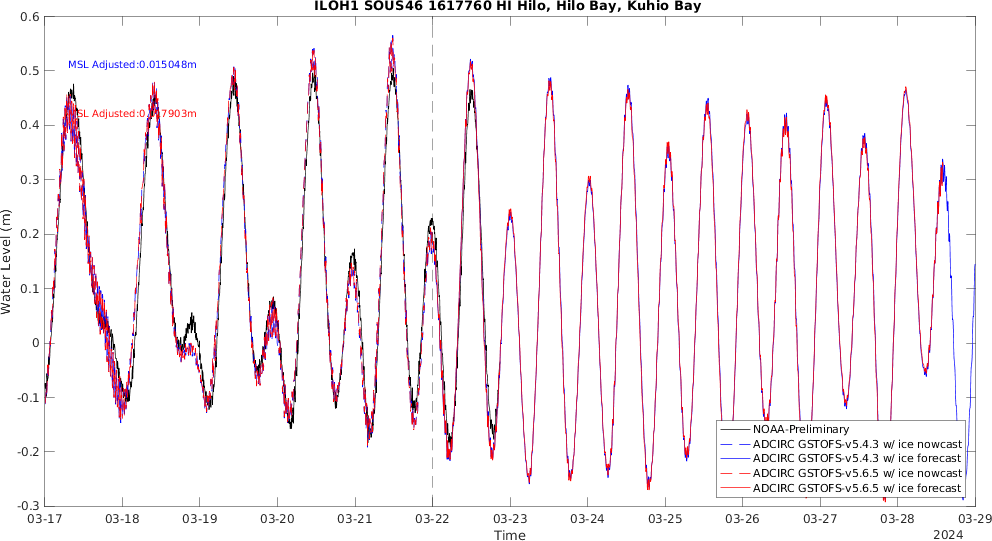 ILOH1 SOUS46 1617760 HI Hilo, Hilo Bay, Kuhio Bay
0.6
0.5
0.4
0.3
0.2
0.1
0
-0.1
-0.2
-0.3
Water Level (m)
MSL Adjusted:0.015048m
NOAA-Preliminary
ADCIRC GSTOFS-v5.4.3 w/ ice nowcast
ADCIRC GSTOFS-v5.4.3 w/ ice forecast
ADCIRC GSTOFS-v5.6.5 w/ ice nowcast
ADCIRC GSTOFS-v5.6.5 w/ ice forecast
03-17 03-18 03-19 03-20 03-21 03-22 03-23 03-24 03-25 03-26 03-27 03-28 03-29
Time
2024